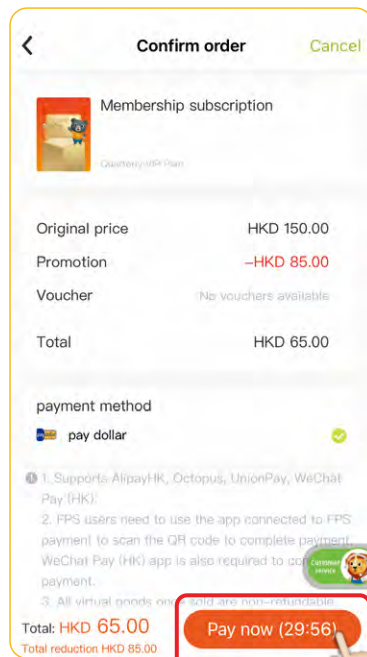 Confirm order
Cancel
Membership subscription
Quarterly VIP Plan
Original price
HKD 150.00
Promotion
–HKD 85.00
Voucher
No vouchers available
Total
HKD 65.00
payment method
pay dollar
1. Supports AlipayHK, Octopus, UnionPay, WeChat
Pay (HK).
2. FPS users need to use the app connected to FPS
payment to scan the QR code to complete payment,
WeChat Pay (HK) app is also required to
payment.
Customer
service
3. All virtual goods once sold are non-refundable
Total: HKD 65.00
Total reduction HKD 85.00
Pay now (29:56)